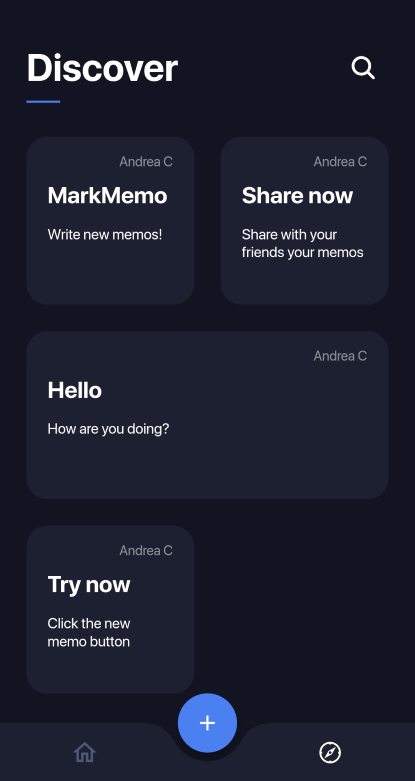 Discover
Andrea C
MarkMemo
Write new memos!
Andrea C
Share now
Share with your
friends your memos
Andrea C
Hello
How are you doing?
Andrea C
Try now
Click the new
memo button